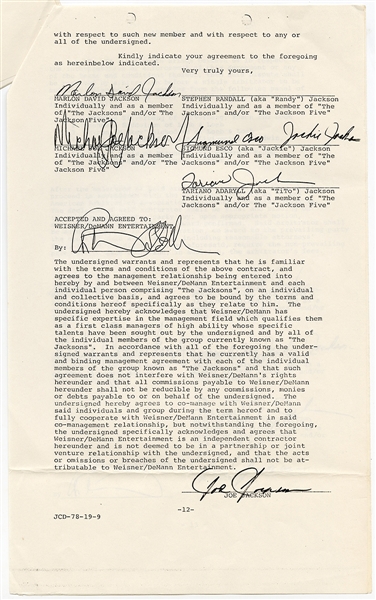 with respect to such new member and with respect to any or
all of the undersigned.
Kindly indicate your agreement to the foregoing
as hereinbelow indicated.
Very truly yours,
Marlon David Jackson
MARLON DAVID JACKSON
Individually and as a member
of "The Jacksons" and/or "The
Jackson Five"
STEPHEN RANDALL (aka "Randy") Jackson
Individually and as a member of "The
Jacksons" and/or The "Jackson Five"
Michael Joe Jackson
MICHAEL
Individually and as a member
of "The Jacksons" and/or "The
Jackson Five"
Sigmund Esco Jackie Jackson
SIGMUND ESCO (aka "Jackie") Jackson
Individually and as a member of "The
Jacksons" and/or "The Jackson Five"
TARIANO ADARYLL (aka "TiTo") Jackson
Individually and as a member of "The
Jacksons" and/or "The Jackson Five"
ACCEPTED AND AGREED TO:
WEISNER/DeMANN ENTERTAINMENT
By:
The undersigned warrants and represents that he is familiar
with the terms and conditions of the above contract, and
agrees to the management relationship being entered into
hereby by and between Weisner/DeMann Entertainment and each
individual person comprising "The Jacksons", on an individual
and collective basis, and agrees to be bound by the terms and
conditions hereof specifically as they relate to him. The
undersigned hereby acknowledges that Weisner/DeMann has
specific expertise in the management field which qualifies them
as a first class managers of high ability whose specific
talents have been sought out by the undersigned and by all of
the individual members of the group currently known as "The
Jacksons". In accordance with all of the foregoing the under-
signed warrants and represents that he currently has a valid
and binding management agreement with each of the individual
members of the group known as "The Jacksons" and that such
agreement does not interfere with Weisner/DeMann's rights
hereunder and that all commissions payable to Weisner/DeMann
hereunder shall not be reducible by any commissions, monies
or debts payable to or on behalf of the undersigned. The
undersigned hereby agrees to co-manage with Weisner/DeMann
said individuals and group during the term hereof and to
fully cooperate with Weisner/DeMann Entertainment in said
co-management relationship, but notwithstanding the foregoing,
the undersigned specifically acknowledges and agrees that
Weisner/DeMann Entertainment is an independent contractor
hereunder and is not deemed to be in a partnership or joint
venture relationship with the undersigned, and that the acts
or omissions or breaches of the undersigned shall not be at-
tributable to Weisner/DeMann Entertainment.
Joe Jackson
JOE JACKSON
-12-
JCD-78-19-9